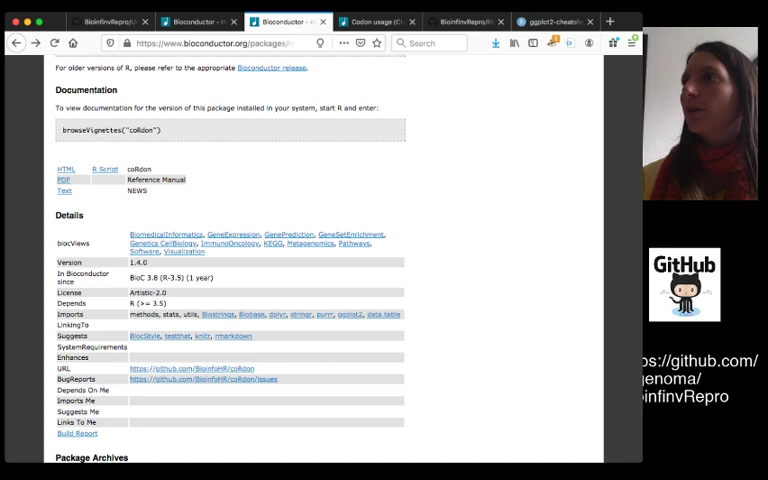 BioinfinvRepro/U
Bioconductor - H
Bioconductor - c
Codon usage (CU
BioinfinvRepro/B
ggplot2-cheatsh
https://www.bioconductor.org/packages/r
Search
For older versions of R, please refer to the appropriate Bioconductor release.
Documentation
To view documentation for the version of this package installed in your system, start R and enter:
browseVignettes("coRdon")
HTML R Script coRdon
PDF Reference Manual
Text NEWS
Details
biocViews BiomedicalInformatics, GeneExpression, GenePrediction, GeneSetEnrichment,
Genetics CellBiology, ImmunoOncology, KEGG, Metagenomics, Pathways,
Software, Visualization
Version 1.4.0
In Bioconductor since BioC 3.8 (R-3.5) (1 year)
License Artistic-2.0
Depends R (>= 3.5)
Imports methods, stats, utils, Biostrings, Biobase, dplyr, stringr, purrr, ggplot2, data.table
LinkingTo
Suggests BiocStyle, testthat, knitr, rmarkdown
SystemRequirements
Enhances
URL https://github.com/BioinfoHR/coRdon
BugReports https://github.com/BioinfoHR/coRdon/issues
Depends On Me
Imports Me
Suggests Me
Links To Me
Build Report
Package Archives
GitHub
ps://github.com/
genoma/
oinfinvRepro